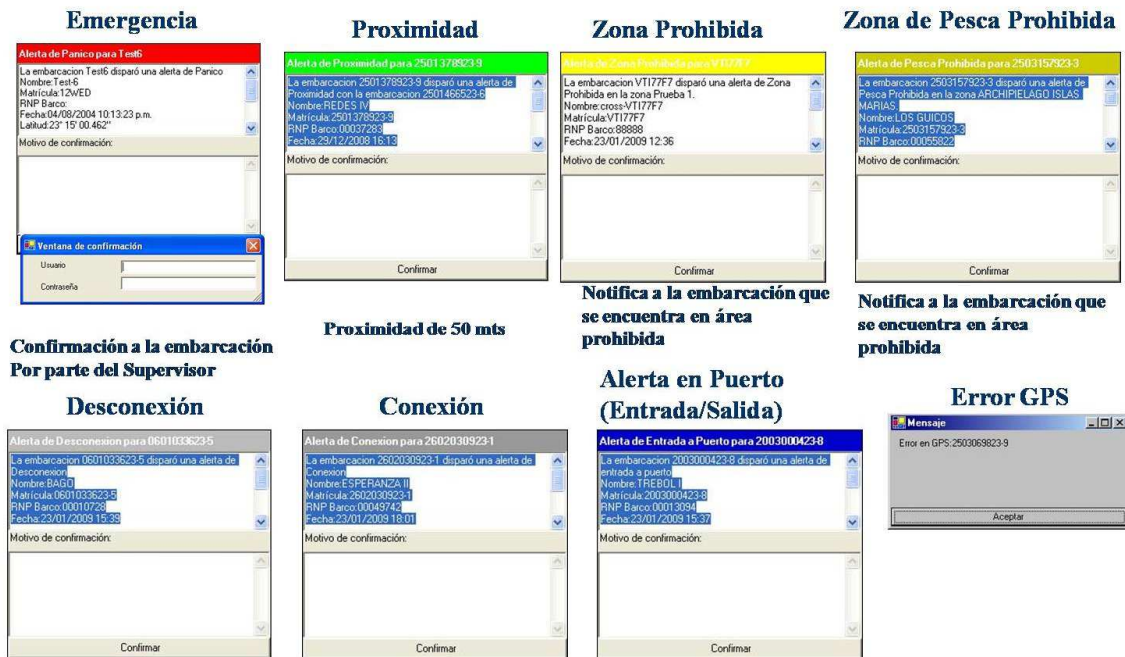 Emergencia
Alerta de Panico para Test6
La embarcacion Test6 disparó una alerta de Panico
Nombre:Test-6
Matrícula:12WED
RNP Barco:
Fecha:04/08/2004 10:13:23 p.m.
Latitud:23° 15' 00.462"
Motivo de confirmación:
Ventana de confirmación
Usuario
Contraseña
Confirmación a la embarcación
Por parte del Supervisor
Proximidad
Alerta de Proximidad para 2501378923-9
La embarcacion 2501378923-9 disparó una alerta de
Proximidad con la embarcacion 2501466523-6
Nombre:REDES IV
Matrícula:2501378923-9
RNP Barco:00037283
Fecha:29/12/2008 16:13
Motivo de confirmación:
Confirmar
Proximidad de 50 mts
Zona Prohibida
Alerta de Zona Prohibida para VTI77F7
La embarcacion VTI77F7 disparó una alerta de Zona
Prohibida en la zona Prueba 1.
Nombre:cross-VTI77F7
Matrícula:VTI77F7
RNP Barco:88888
Fecha:23/01/2009 12:36
Motivo de confirmación:
Confirmar
Notifica a la embarcación que
se encuentra en área
prohibida
Zona de Pesca Prohibida
Alerta de Pesca Prohibida para 2503157923-3
La embarcacion 2503157923-3 disparó una alerta de
Pesca Prohibida en la zona ARCHIPIELAGO ISLAS
MARIAS.
Nombre:LOS GUICOS
Matrícula:2503157923-3
RNP Barco:00055822
Motivo de confirmación:
Confirmar
Notifica a la embarcación que
se encuentra en área
prohibida
Desconexión
Alerta de Desconexion para 0601033623-5
La embarcacion 0601033623-5 disparó una alerta de
Desconexion
Nombre:BAGO
Matrícula:0601033623-5
RNP Barco:00010728
Fecha:23/01/2009 15:39
Motivo de confirmación:
Confirmar
Conexión
Alerta de Conexion para 2602030923-1
La embarcacion 2602030923-1 disparó una alerta de
Conexion
Nombre:ESPERANZA II
Matrícula:2602030923-1
RNP Barco:00049742
Fecha:23/01/2009 18:01
Motivo de confirmación:
Confirmar
Alerta en Puerto
(Entrada/Salida)
Alerta de Entrada a Puerto para 2003000423-8
La embarcacion 2003000423-8 disparó una alerta de
entrada a puerto
Nombre:TREBOL I
Matrícula:2003000423-8
RNP Barco:00013094
Fecha:23/01/2009 15:37
Motivo de confirmación:
Confirmar
Error GPS
Mensaje
Error en GPS:2503069823-9
Aceptar